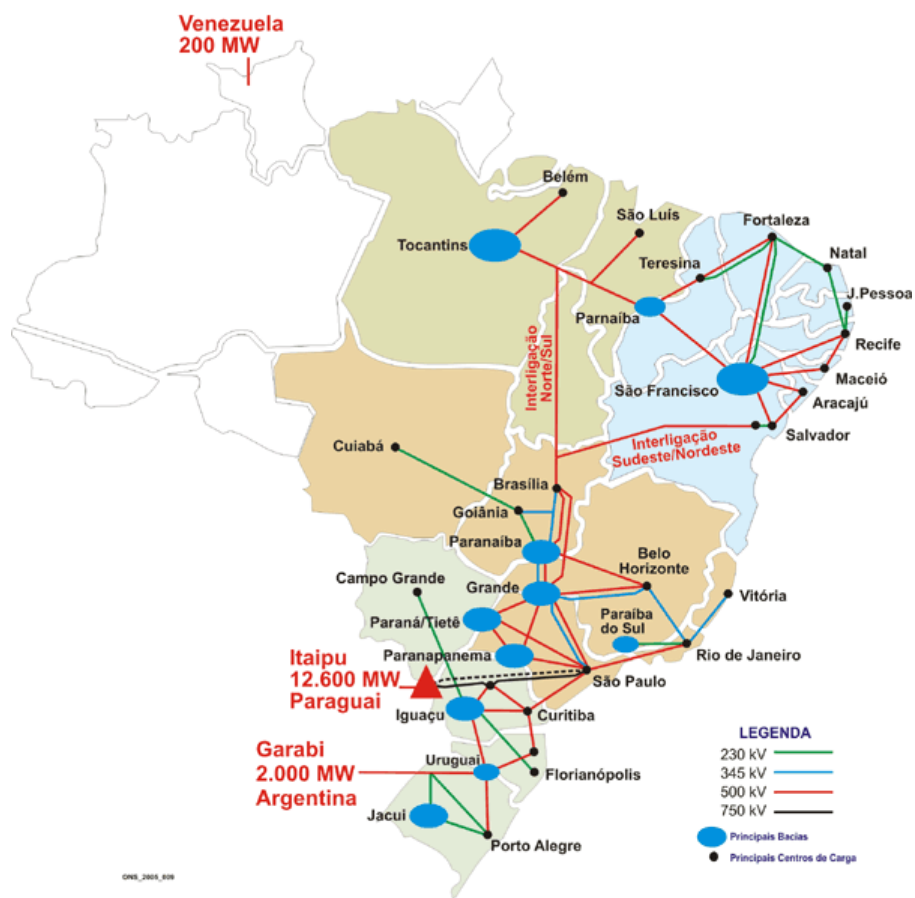 Venezuela
200 MW
Belém
São Luís
Fortaleza
Tocantins
Teresina
Natal
J.Pessoa
Parnaíba
Recife
Interligação
Norte/Sul
São Francisco
Maceió
Aracajú
Salvador
Interligação
Sudeste/Nordeste
Cuiabá
Brasília
Goiânia
Paranaíba
Belo
Horizonte
Campo Grande
Grande
Vitória
Paraná/Tietê
Paraíba
do Sul
Paranapanema
Rio de Janeiro
Itaipu
12.600 MW
Paraguai
São Paulo
Iguaçu
Curitiba
Garabi
2.000 MW
Argentina
Uruguai
Florianópolis
Jacui
Porto Alegre
LEGENDA
230 kV
345 kV
500 kV
750 kV
Principais Bacias
Principais Centros de Carga
ONS_2005_809